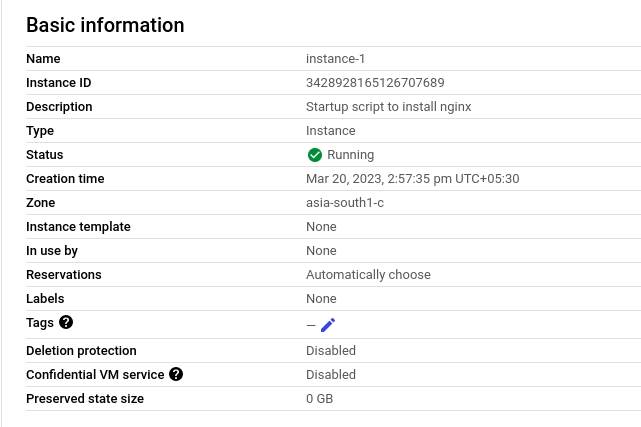 Basic information
Name instance-1
Instance ID 3428928165126707689
Description Startup script to install nginx
Type Instance
Status Running
Creation time Mar 20, 2023, 2:57:35 pm UTC+05:30
Zone asia-south1-c
Instance template None
In use by None
Reservations Automatically choose
Labels None
Tags ? —
Deletion protection Disabled
Confidential VM service ? Disabled
Preserved state size 0 GB